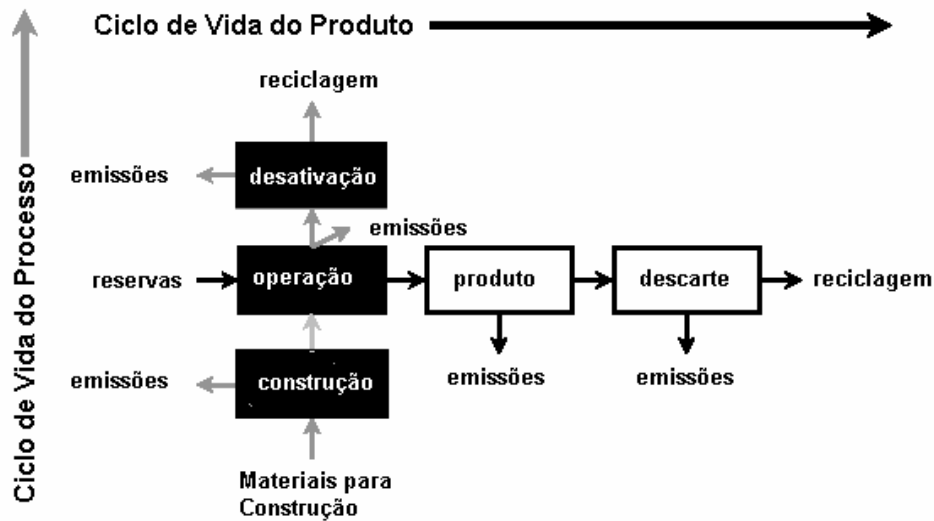 Ciclo de Vida do Produto
reciclagem
emissões
desativação
emissões
reservas
operação
produto
descarte
reciclagem
emissões
construção
emissões
emissões
Materiais para
Construção
Ciclo de Vida do Processo